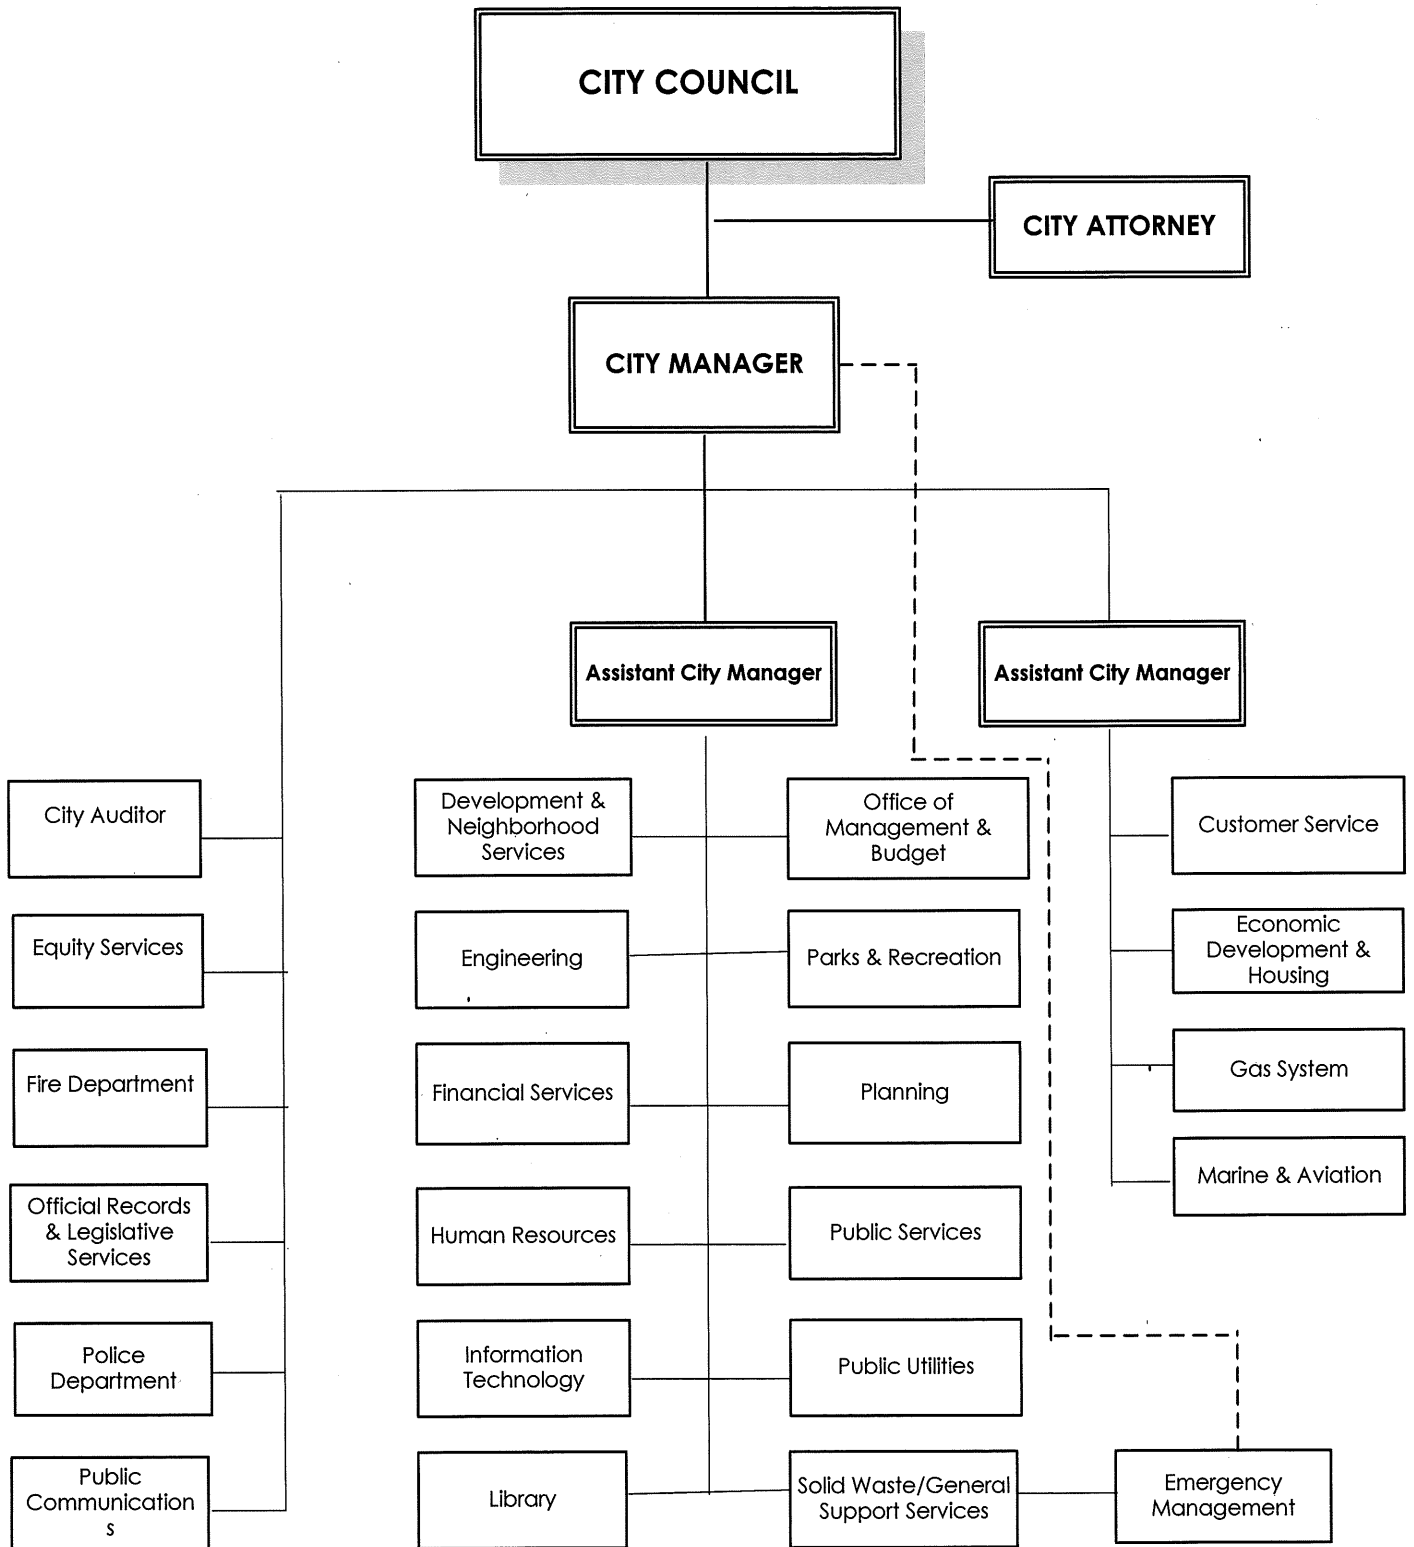 CITY COUNCIL
CITY ATTORNEY
CITY MANAGER
Assistant City Manager
Assistant City Manager
City Auditor
Equity Services
Fire Department
Official Records
& Legislative
Services
Police
Department
Public
Communication
s
Development &
Neighborhood
Services
Engineering
Financial Services
Human Resources
Information
Technology
Library
Office of
Management &
Budget
Parks & Recreation
Planning
Public Services
Public Utilities
Solid Waste/General
Support Services
Customer Service
Economic
Development &
Housing
Gas System
Marine & Aviation
Emergency
Management